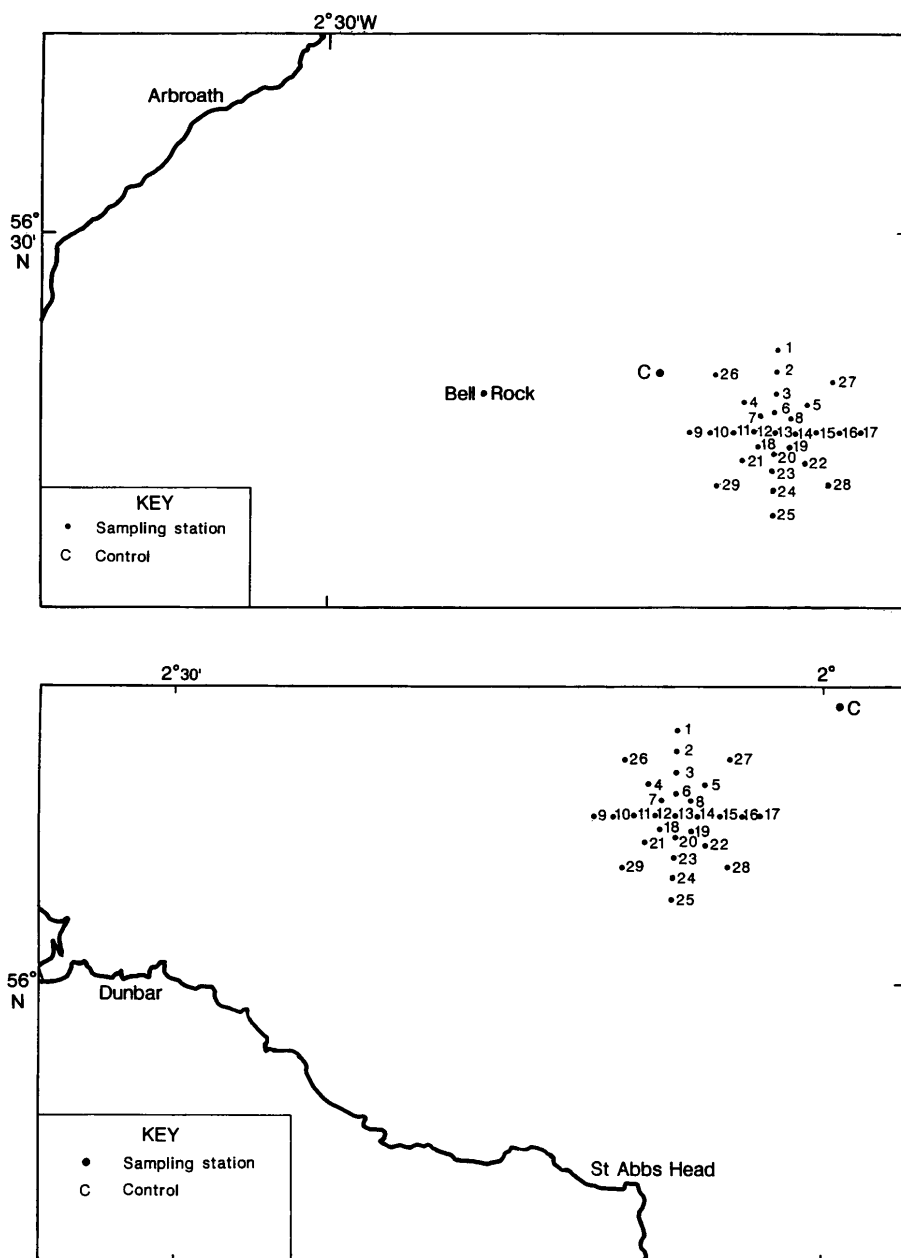 2°30'W
Arbroath
56°
30'
N
1
C
26
2
27
3
4
5
6
7
8
Bell Rock
9 10 11 12 13 14 15 16 17
18
19
20
21
22
23
29
24
28
25
KEY
Sampling station
C Control
2°30'
2°
C
1
2
26
27
3
4
5
6
7
8
9 10 11 12 13 14 15 16 17
18
19
20
21
22
23
29
28
24
25
56°
N
Dunbar
St Abbs Head
KEY
Sampling station
C Control